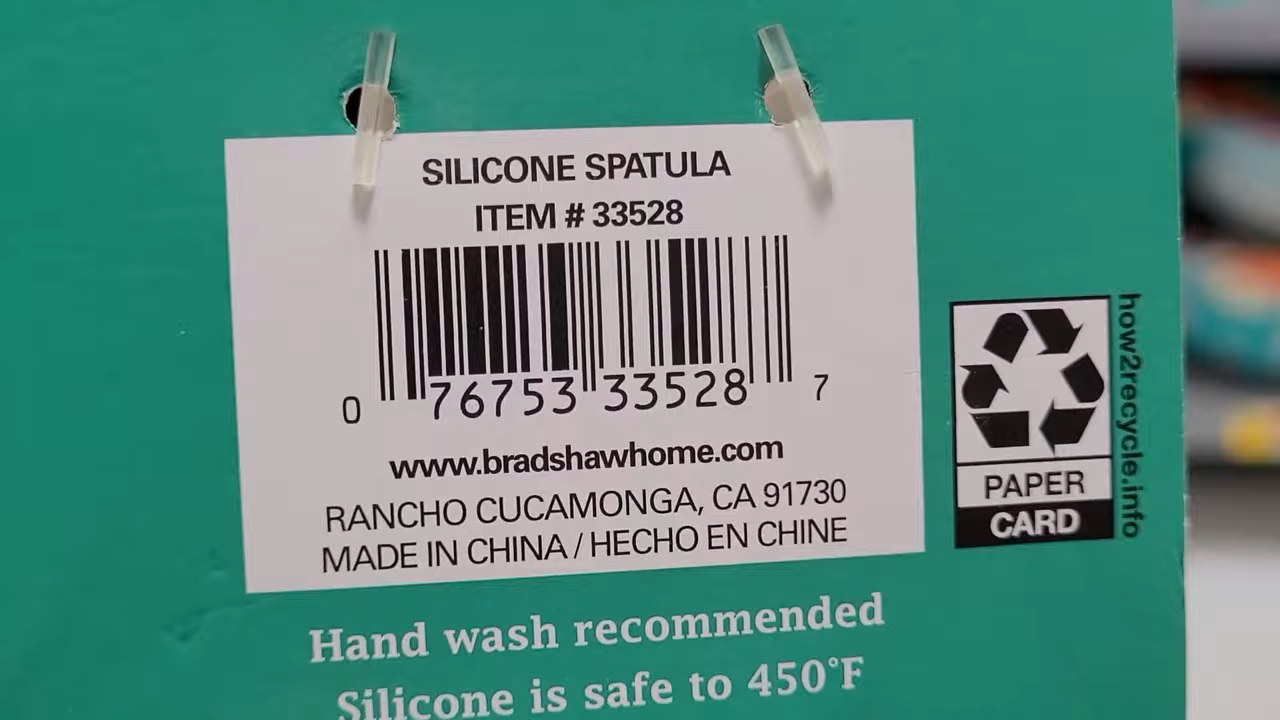 SILICONE SPATULA
ITEM # 33528
0 76753 33528 7
www.bradshawhome.com
RANCHO CUCAMONGA, CA 91730
MADE IN CHINA / HECHO EN CHINE
PAPER
CARD
how2recycle.info
Hand wash recommended
Silicone is safe to 450°F